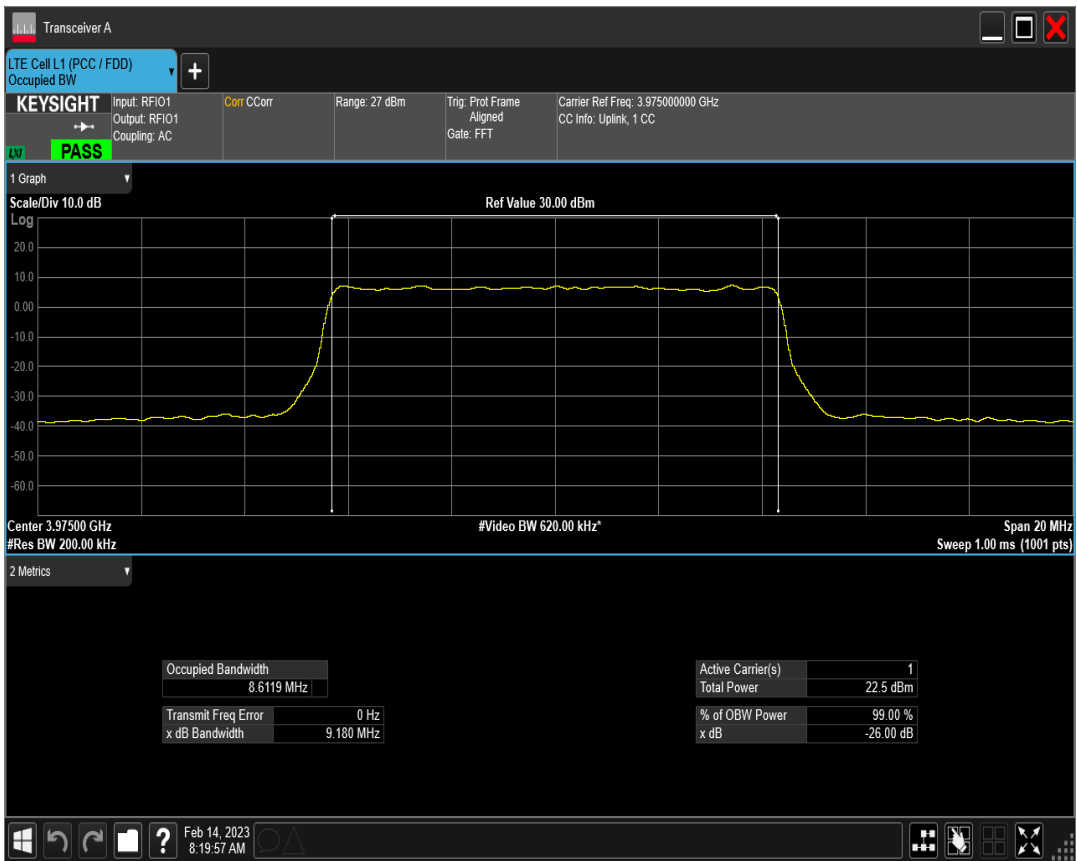 Transceiver A
LTE Cell L1 (PCC / FDD)
Occupied BW
+
KEYSIGHT
LXI
PASS
Input: RFIO1
Output: RFIO1
Coupling: AC
Corr CCorr
Range: 27 dBm
Trig: Prot Frame
Aligned
Gate: FFT
Carrier Ref Freq: 3.975000000 GHz
CC Info: Uplink, 1 CC
1 Graph
Scale/Div 10.0 dB
Ref Value 30.00 dBm
Log
20.0
10.0
0.00
-10.0
-20.0
-30.0
-40.0
-50.0
-60.0
Center 3.97500 GHz
#Video BW 620.00 kHz*
Span 20 MHz
#Res BW 200.00 kHz
Sweep 1.00 ms (1001 pts)
2 Metrics
Occupied Bandwidth
8.6119 MHz
Transmit Freq Error 0 Hz
x dB Bandwidth 9.180 MHz
Active Carrier(s) 1
Total Power 22.5 dBm
% of OBW Power 99.00 %
x dB -26.00 dB
?
Feb 14, 2023
8:19:57 AM